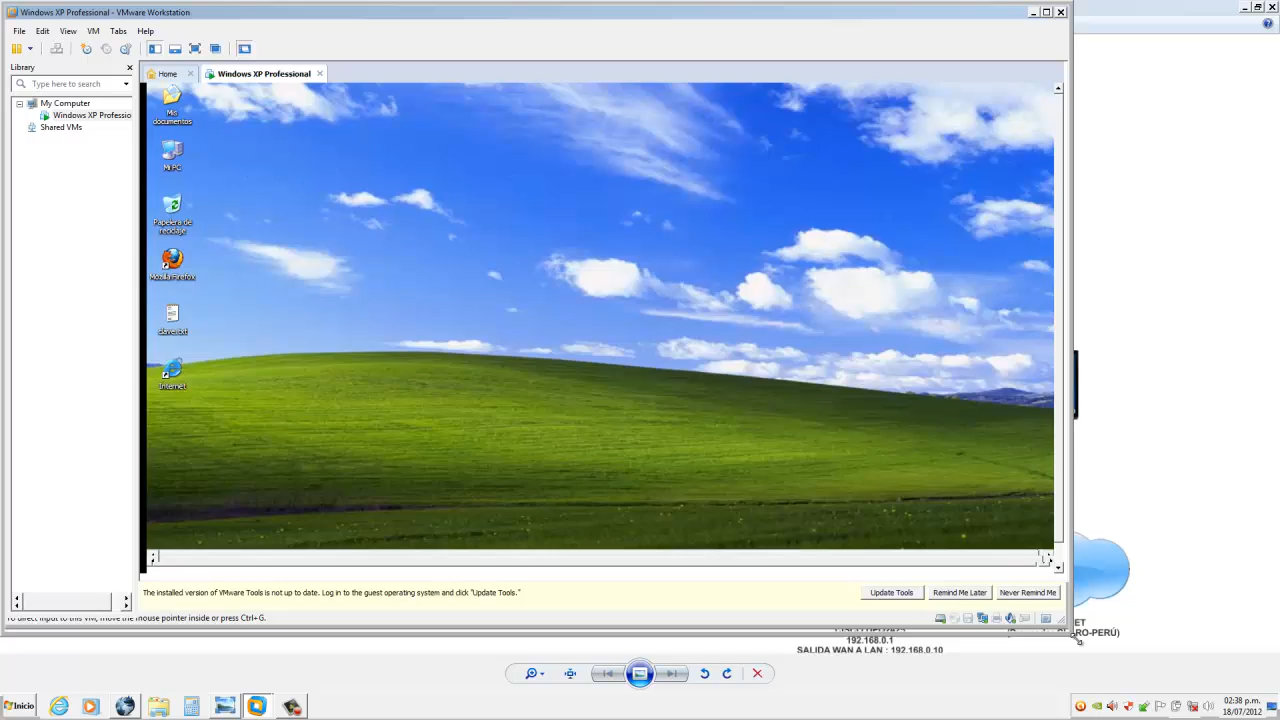 Windows XP Professional - VMware Workstation
File Edit View VM Tabs Help
Library
Type here to search
My Computer
Windows XP Professio
Shared VMs
Home
Windows XP Professional
Mis documentos
Mi PC
Papelera de reciclaje
Mozilla Firefox
clave.txt
Internet
The installed version of VMware Tools is not up to date. Log in to the guest operating system and click "Update Tools."
Update Tools
Remind Me Later
Never Remind Me
To direct input to this VM, move the mouse pointer inside or press Ctrl+G.
ET
RO-PERÚ)
192.168.0.1
SALIDA WAN A LAN : 192.168.0.10
Inicio
02:38 p.m.
18/07/2012